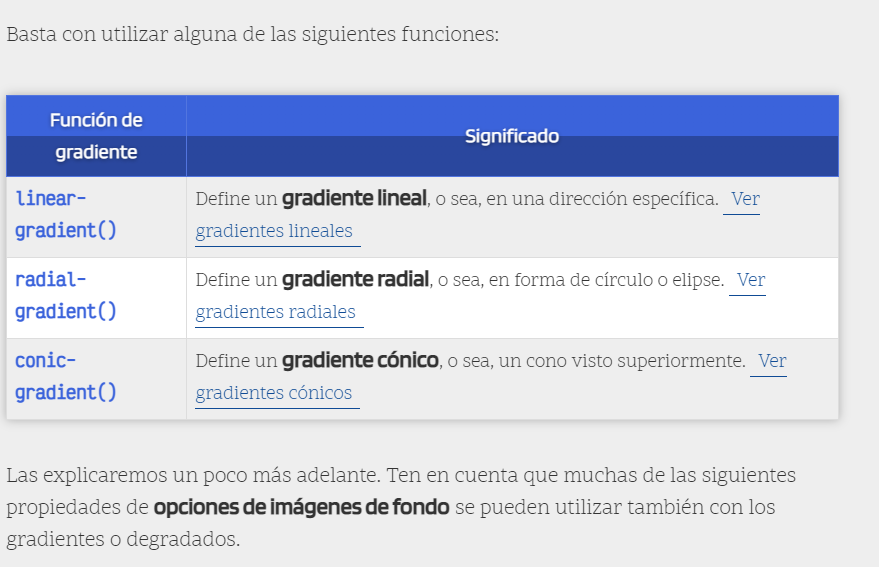 Basta con utilizar alguna de las siguientes funciones:
Función de
gradiente
Significado
linear-
gradient()
Define un gradiente lineal, o sea, en una dirección específica. Ver
gradientes lineales
radial-
gradient()
Define un gradiente radial, o sea, en forma de círculo o elipse. Ver
gradientes radiales
conic-
gradient()
Define un gradiente cónico, o sea, un cono visto superiormente. Ver
gradientes cónicos
Las explicaremos un poco más adelante. Ten en cuenta que muchas de las siguientes
propiedades de opciones de imágenes de fondo se pueden utilizar también con los
gradientes o degradados.